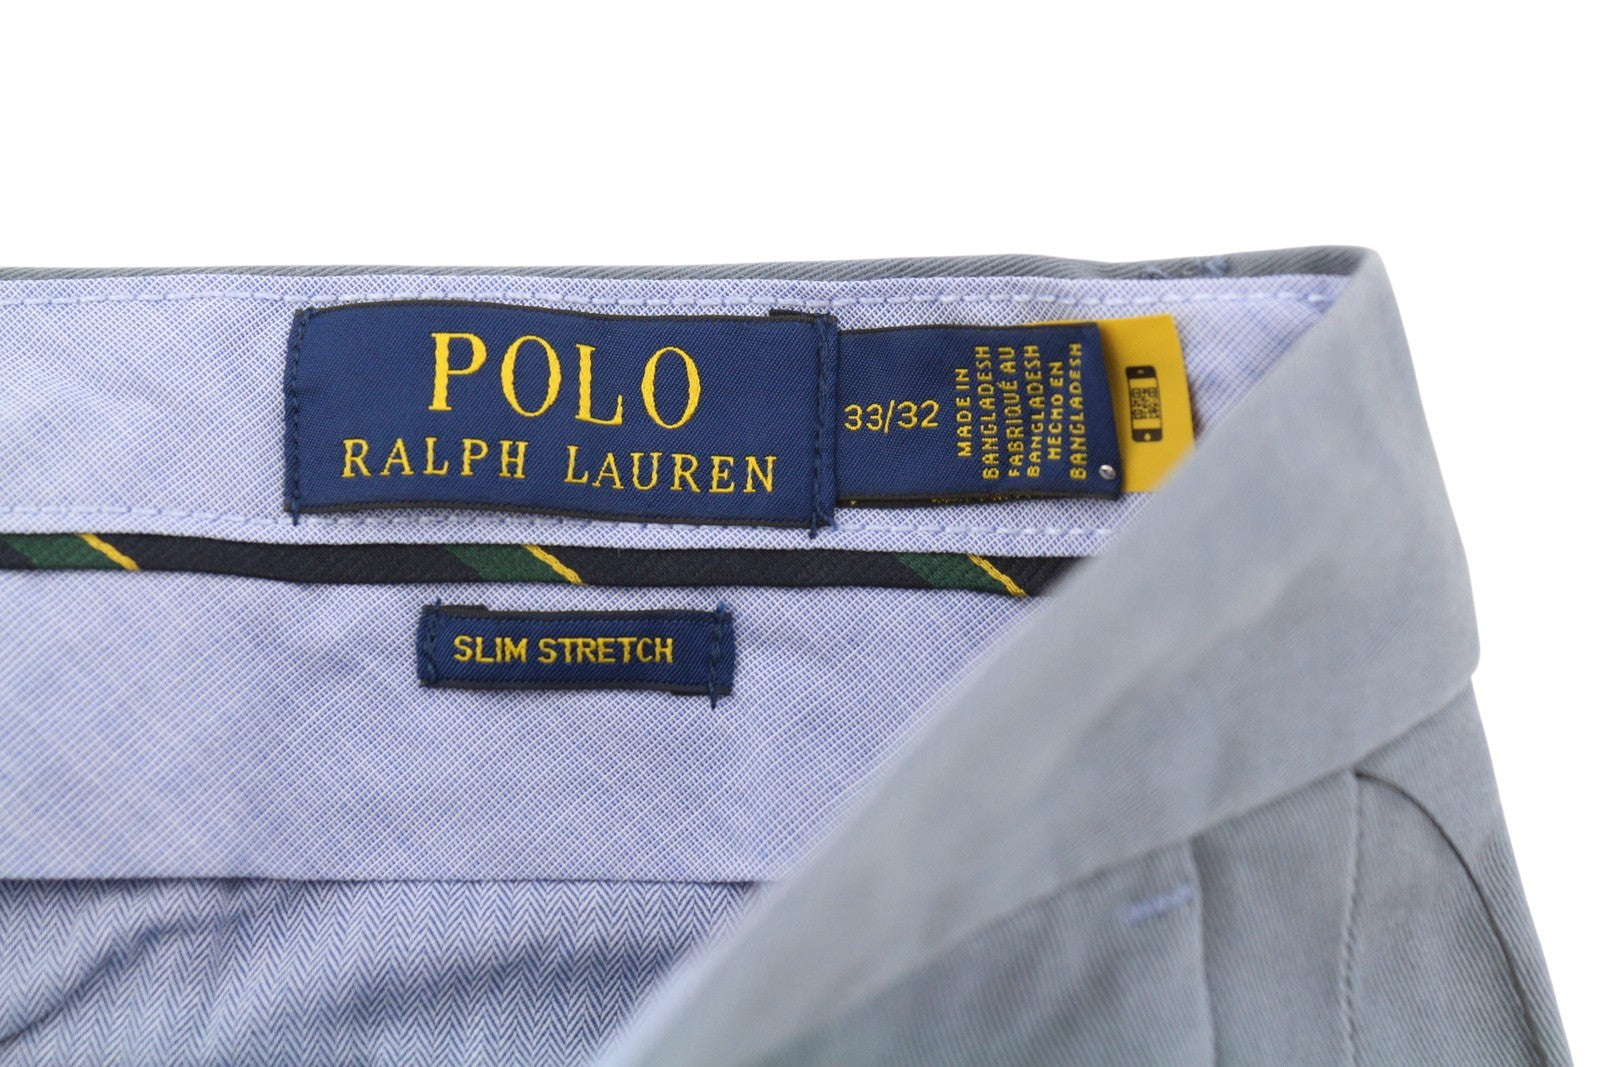 POLO
RALPH LAUREN
33/32
MADE IN
BANGLADESH
FABRIQUÉ AU
BANGLADESH
HECHO EN
BANGLADESH
SLIM STRETCH